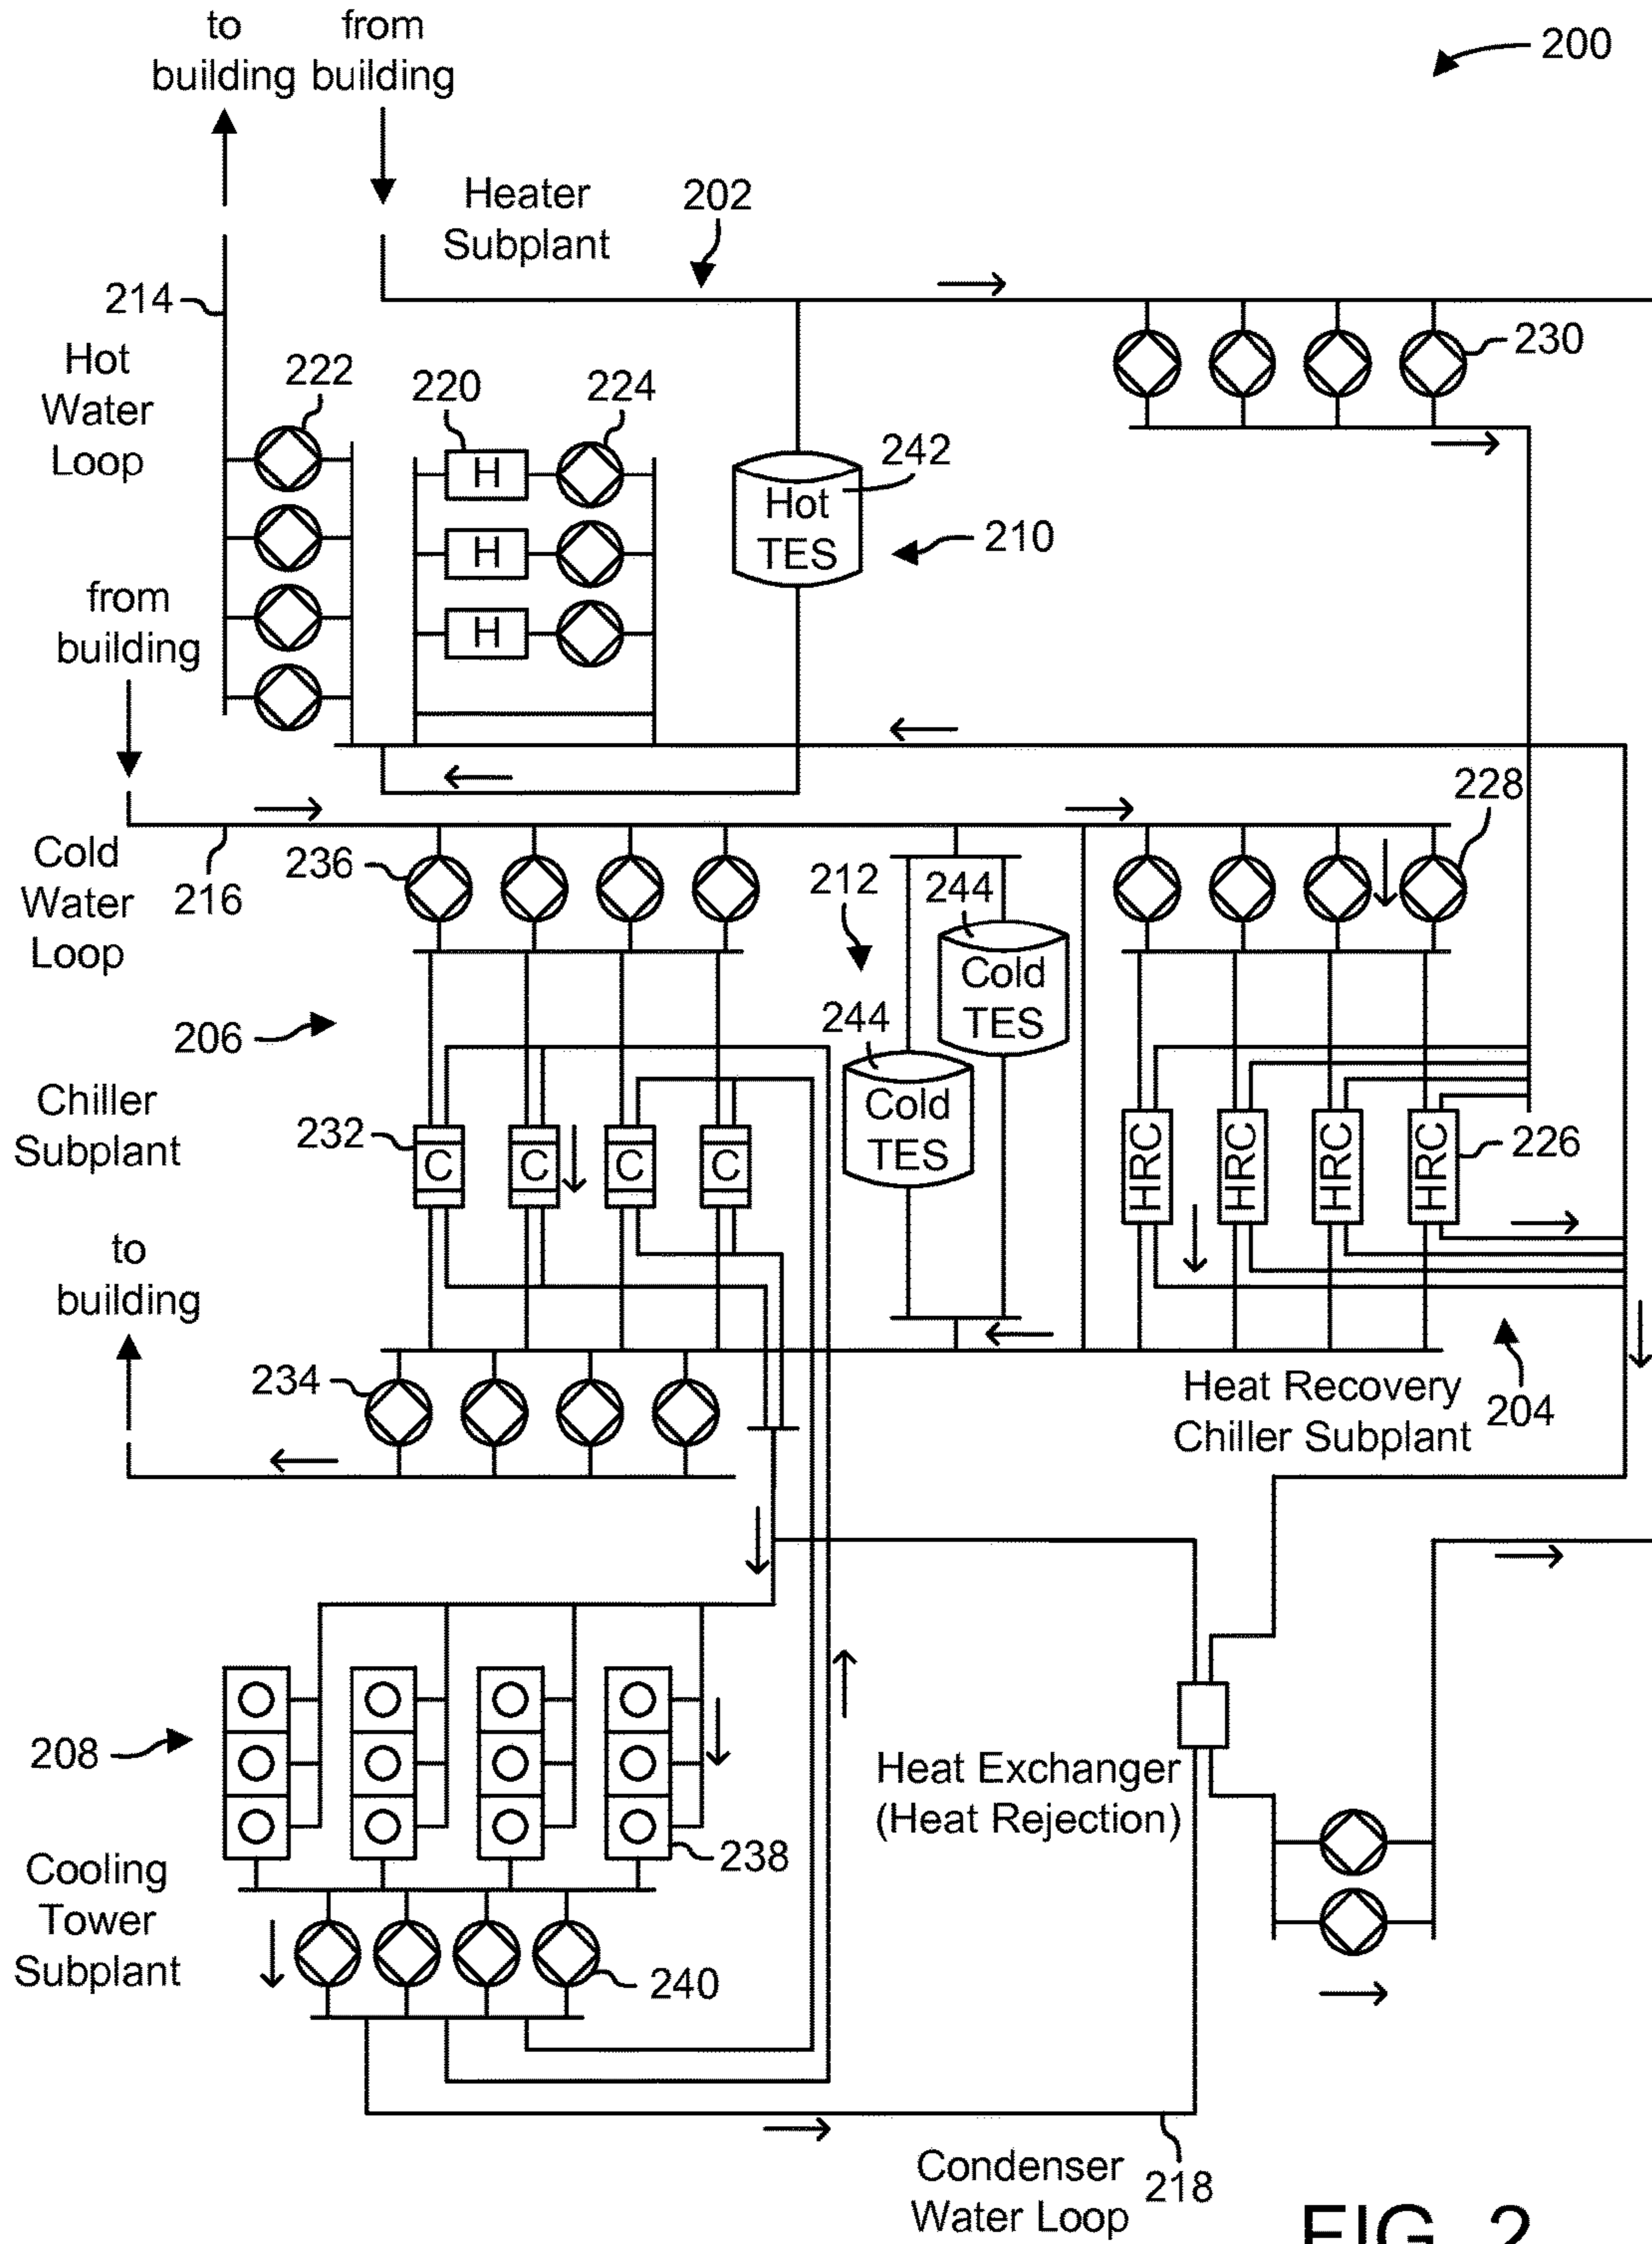 to from
building building
200
Heater
Subplant
202
214
Hot
Water
Loop
222
220
224
230
H
H
H
242
Hot
TES
210
from
building
228
Cold
Water
Loop
216
236
212
244
Cold
TES
244
Cold
TES
206
Chiller
Subplant
232
C C C C
HRC HRC HRC HRC
226
to
building
234
Heat Recovery
Chiller Subplant
204
208
Heat Exchanger
(Heat Rejection)
238
Cooling
Tower
Subplant
240
Condenser
Water Loop
218
FIG. 2